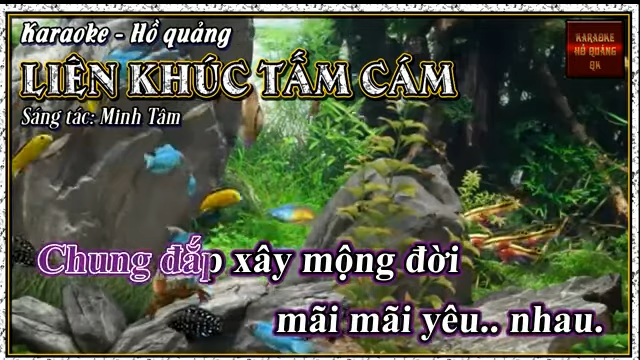 Karaoke - Hồ quảng
LIÊN KHÚC TẤM CÁM
Sáng tác: Minh Tâm
KARAOKE
HỒ QUẢNG
QK
Chung đắp xây mộng đời
mãi mãi yêu.. nhau.